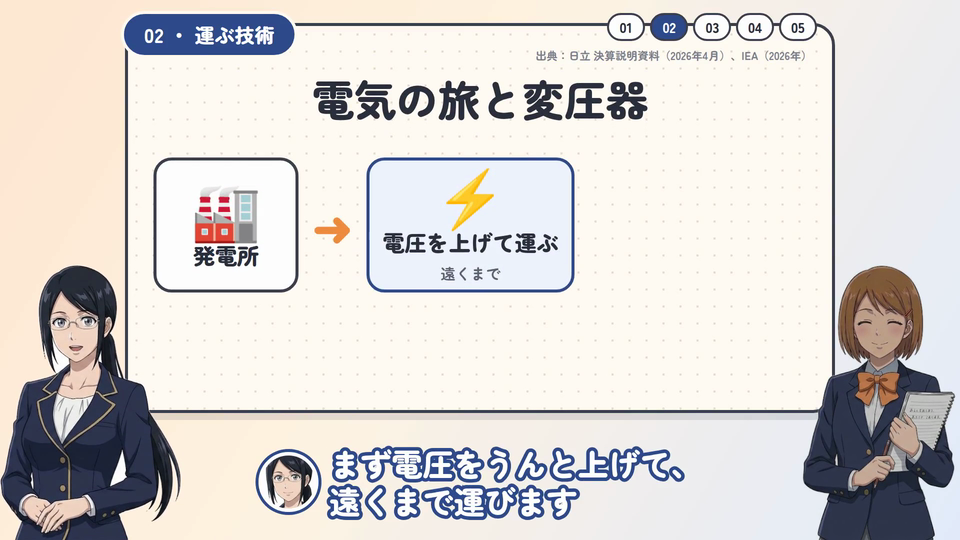 02 ・ 運ぶ技術
01 02 03 04 05
出典：日立 決算説明資料（2026年4月）、IEA（2026年）
電気の旅と変圧器
発電所
電圧を上げて運ぶ
遠くまで
まず電圧をうんと上げて、
遠くまで運びます